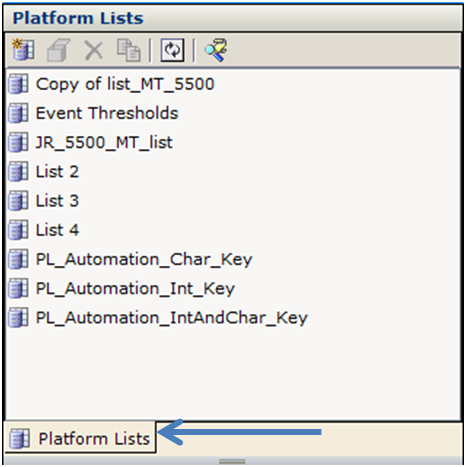 Platform Lists
Copy of list_MT_5500
Event Thresholds
JR_5500_MT_list
List 2
List 3
List 4
PL_Automation_Char_Key
PL_Automation_Int_Key
PL_Automation_IntAndChar_Key
Platform Lists